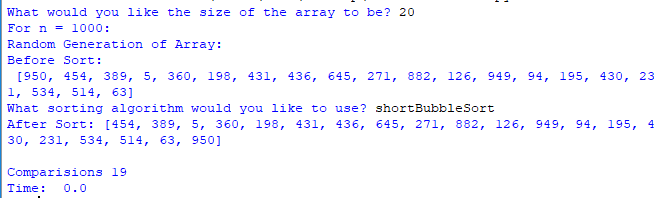 What would you like the size of the array to be? 20
For n = 1000:
Random Generation of Array:
Before Sort:
[950, 454, 389, 5, 360, 198, 431, 436, 645, 271, 882, 126, 949, 94, 195, 430, 23
1, 534, 514, 63]
What sorting algorithm would you like to use? shortBubbleSort
After Sort: [454, 389, 5, 360, 198, 431, 436, 645, 271, 882, 126, 949, 94, 195, 4
30, 231, 534, 514, 63, 950]
Comparisions 19
Time:  0.0